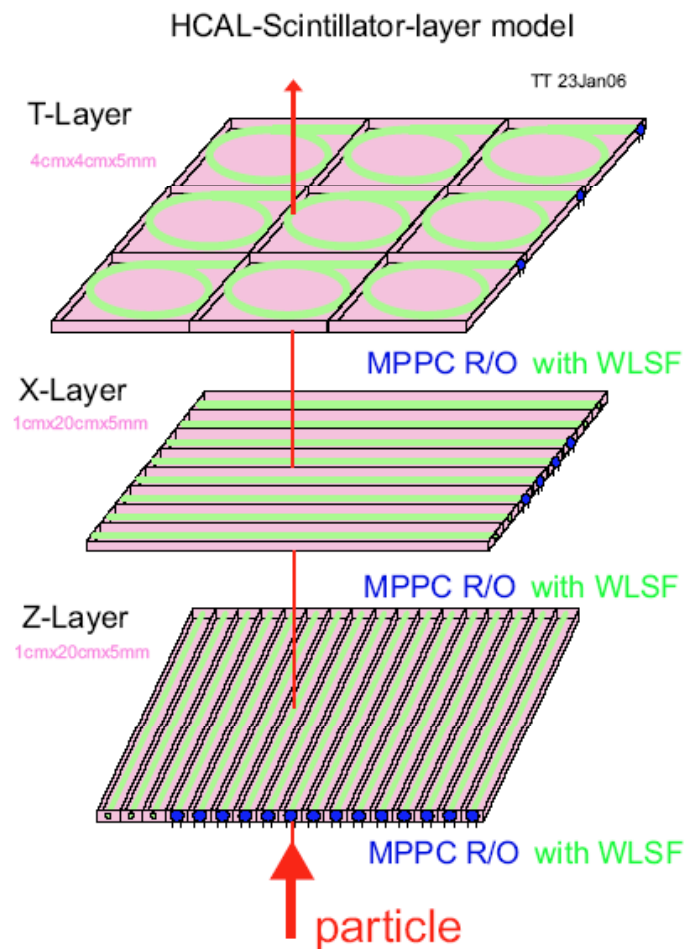 HCAL-Scintillator-layer model
TT 23Jan06
T-Layer
4cmx4cmx5mm
MPPC R/O with WLSF
X-Layer
1cmx20cmx5mm
MPPC R/O with WLSF
Z-Layer
1cmx20cmx5mm
MPPC R/O with WLSF
particle